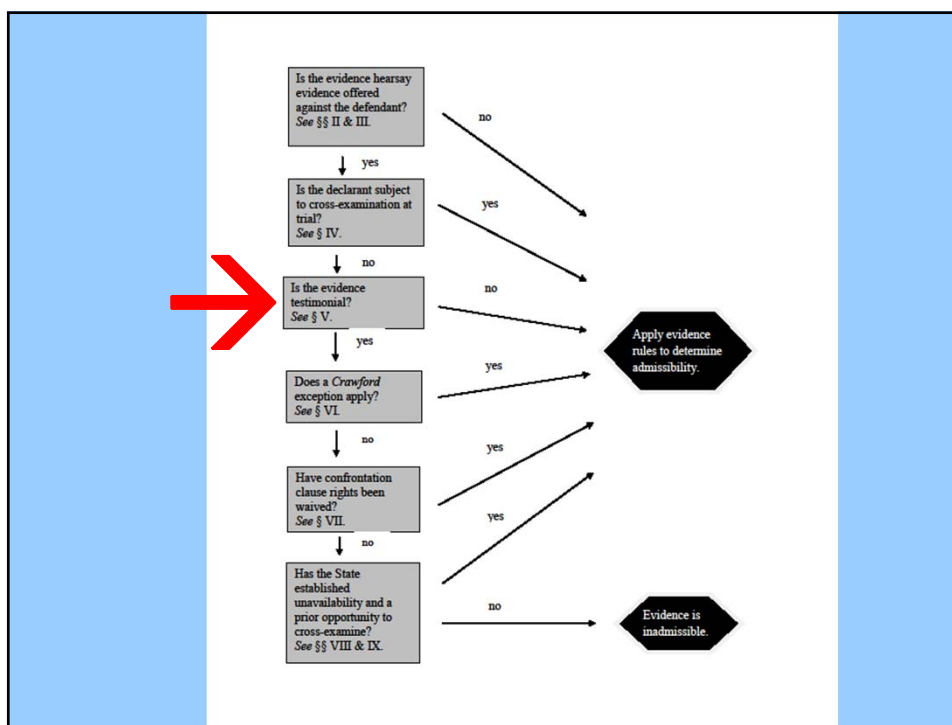 Is the evidence hearsay
evidence offered
against the defendant?
See §§ II & III.
no
yes
Is the declarant subject
to cross-examination at
trial?
See § IV.
yes
no
Is the evidence
testimonial?
See § V.
no
yes
Apply evidence
rules to determine
admissibility.
Does a Crawford
exception apply?
See § VI.
yes
no
Have confrontation
clause rights been
waived?
See § VII.
yes
no
Has the State
established
unavailability and a
prior opportunity to
cross-examine?
See §§ VIII & IX.
yes
no
Evidence is
inadmissible.